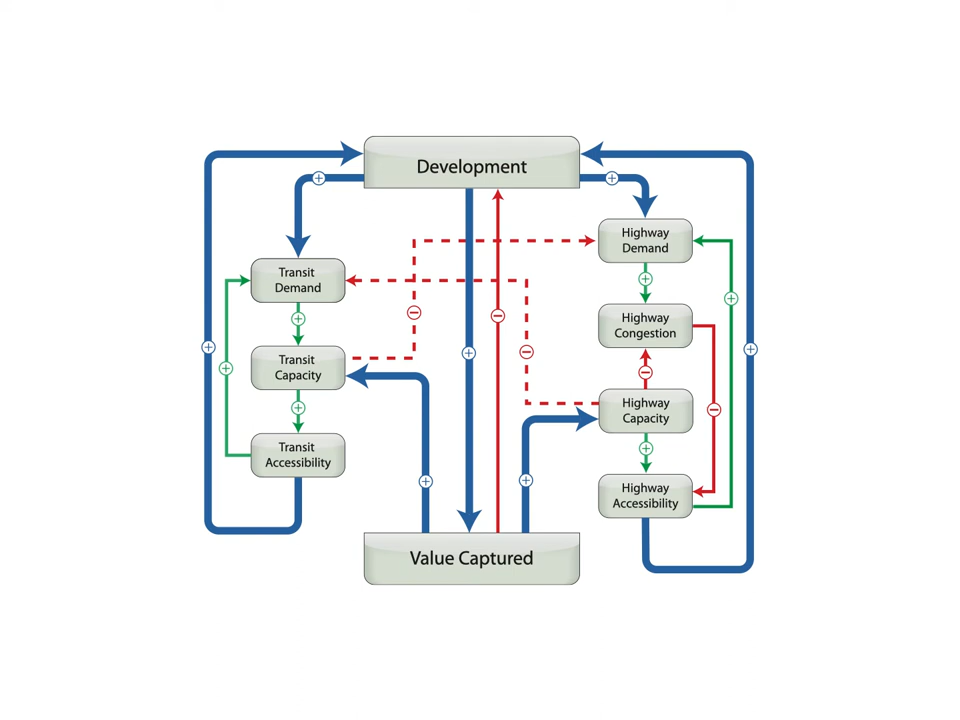 Development
+
+
Highway
Demand
Transit
Demand
+
+
−
−
+
Highway
Congestion
+
+
+
−
Transit
Capacity
+
−
Highway
Capacity
+
−
+
Transit
Accessibility
+
+
Highway
Accessibility
Value Captured